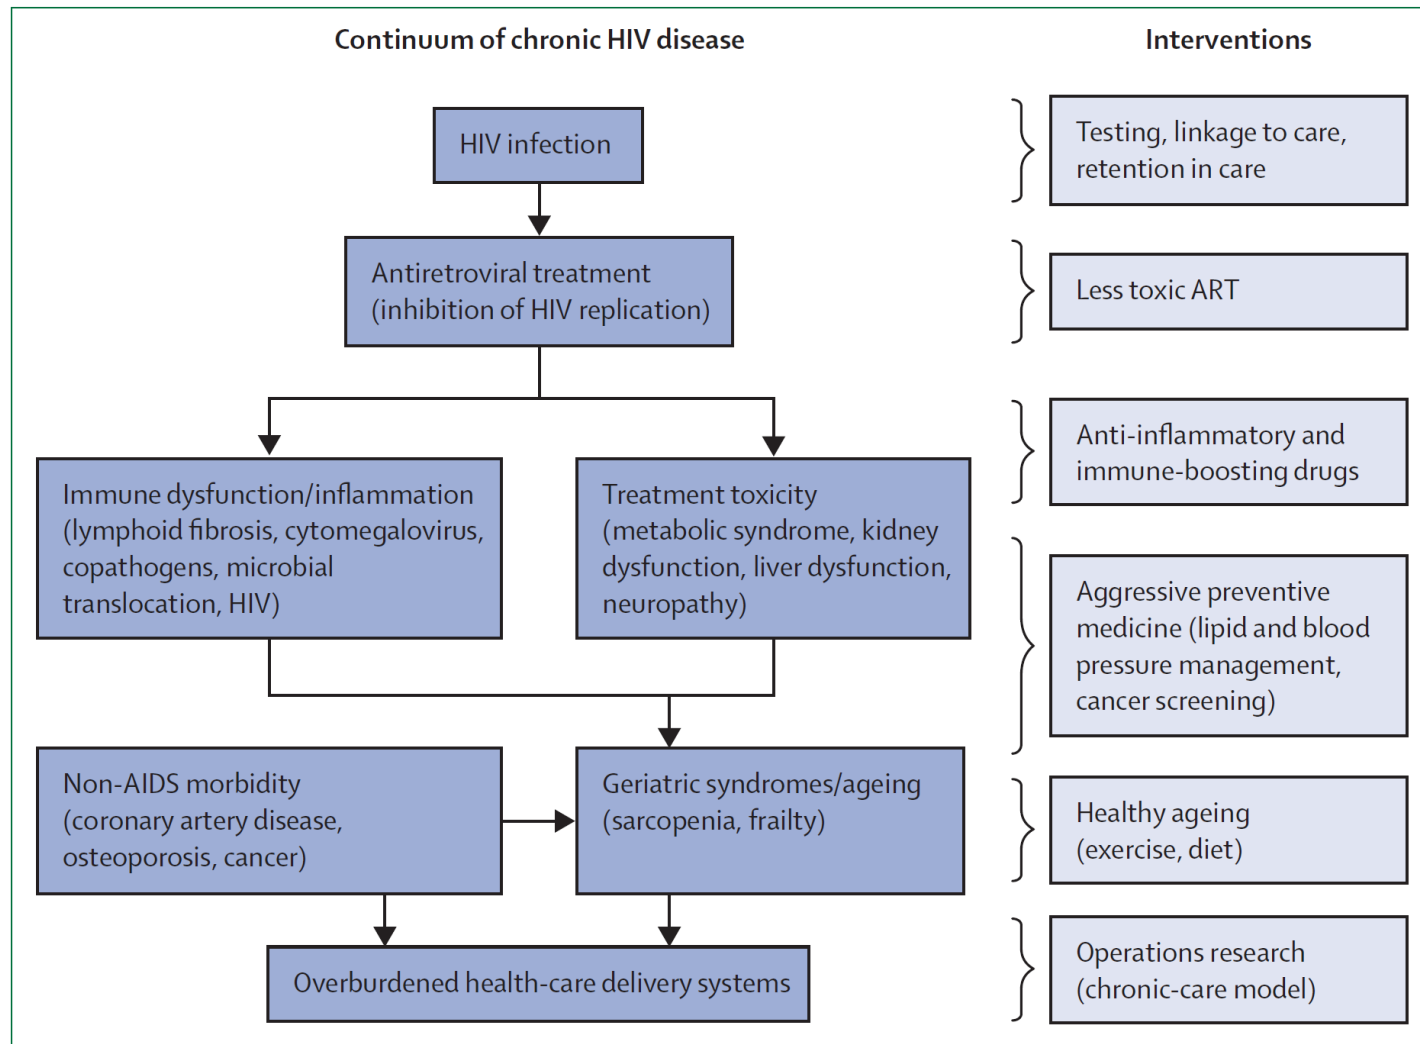 Continuum of chronic HIV disease
Interventions
HIV infection
Testing, linkage to care,
retention in care
Antiretroviral treatment
(inhibition of HIV replication)
Less toxic ART
Anti-inflammatory and
immune-boosting drugs
Immune dysfunction/inflammation
(lymphoid fibrosis, cytomegalovirus,
copathogens, microbial
translocation, HIV)
Treatment toxicity
(metabolic syndrome, kidney
dysfunction, liver dysfunction,
neuropathy)
Aggressive preventive
medicine (lipid and blood
pressure management,
cancer screening)
Non-AIDS morbidity
(coronary artery disease,
osteoporosis, cancer)
Geriatric syndromes/ageing
(sarcopenia, frailty)
Healthy ageing
(exercise, diet)
Overburdened health-care delivery systems
Operations research
(chronic-care model)